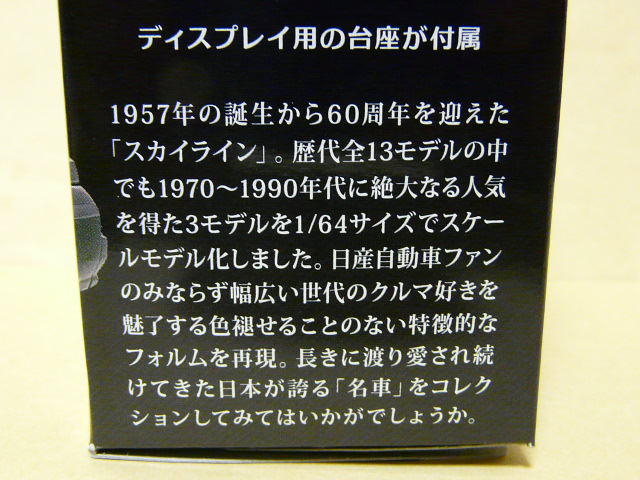 ディスプレイ用の台座が付属
1957年の誕生から60周年を迎えた
「スカイライン」。歴代全13モデルの中
でも1970〜1990年代に絶大なる人気
を得た3モデルを1/64サイズでスケー
ルモデル化しました。日産自動車ファン
のみならず幅広い世代のクルマ好きを
魅了する色褪せることのない特徴的な
フォルムを再現。長きに渡り愛され続
けてきた日本が誇る「名車」をコレク
ションしてみてはいかがでしょうか。